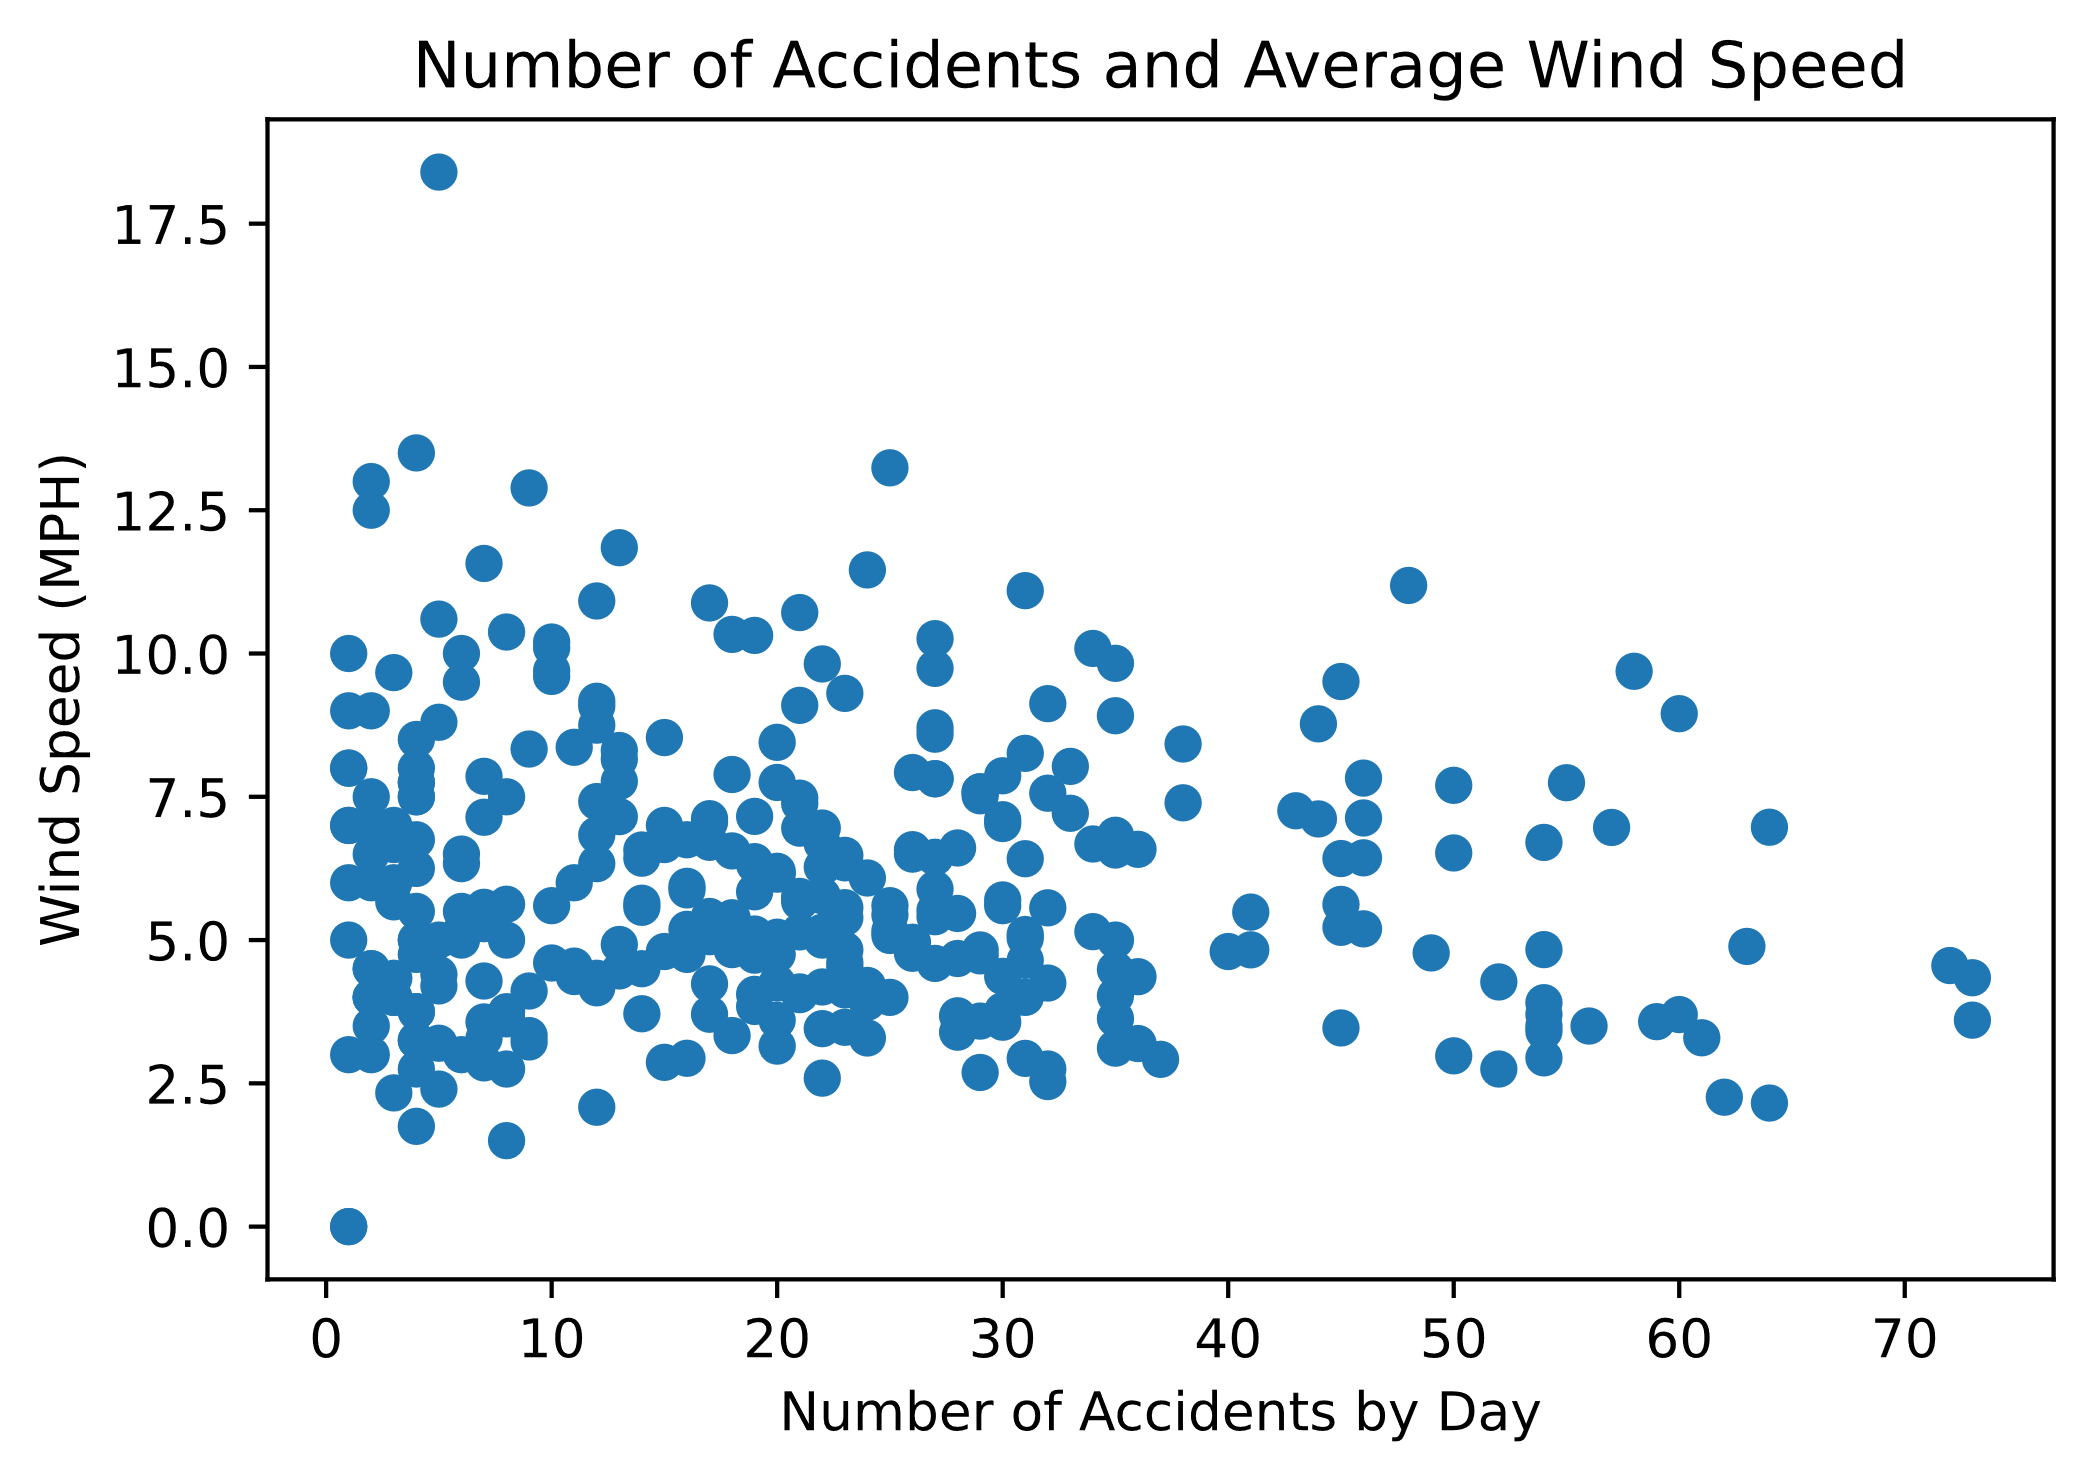 Number of Accidents and Average Wind Speed
Wind Speed (MPH)
17.5
15.0
12.5
10.0
7.5
5.0
2.5
0.0
0 10 20 30 40 50 60 70
Number of Accidents by Day